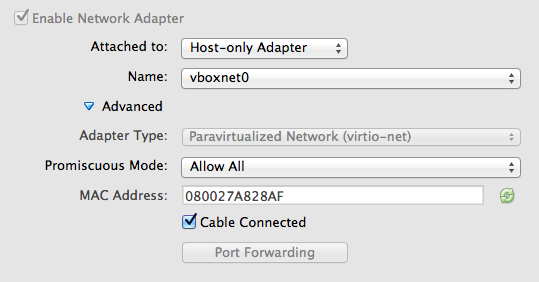 Enable Network Adapter
Attached to: Host-only Adapter
Name: vboxnet0
Advanced
Adapter Type: Paravirtualized Network (virtio-net)
Promiscuous Mode: Allow All
MAC Address: 080027A828AF
Cable Connected
Port Forwarding